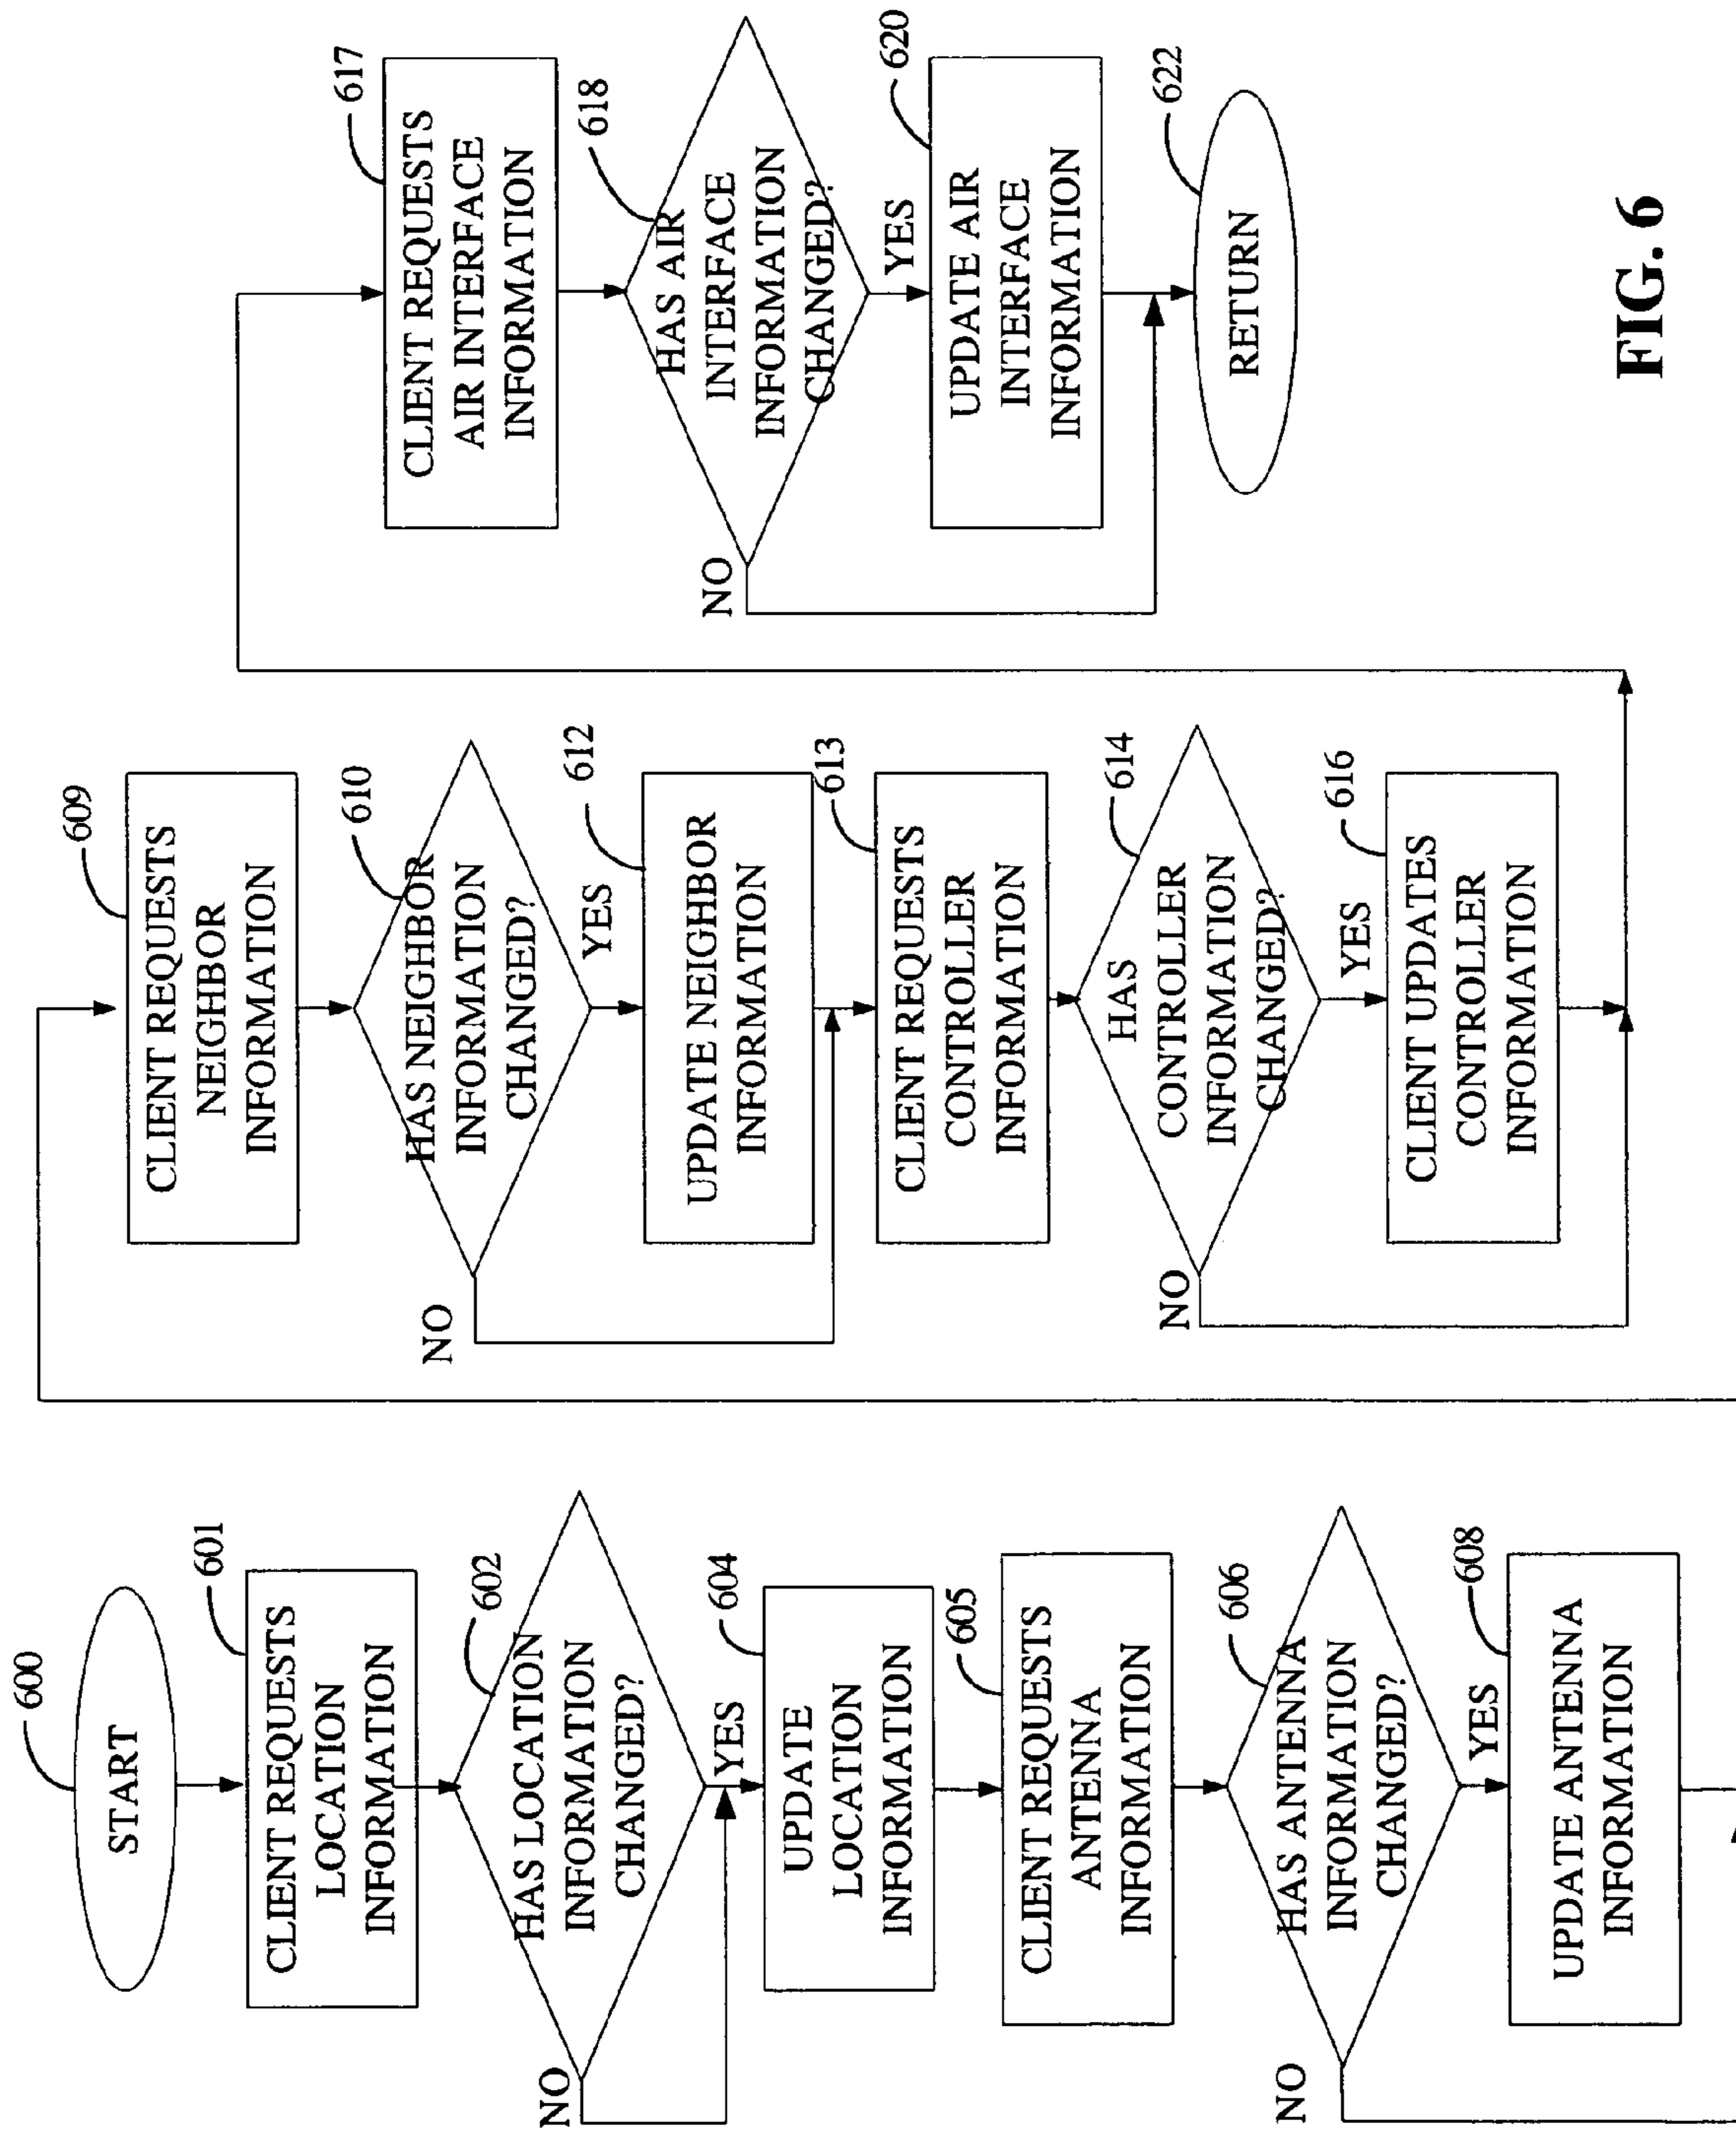 600
START
601
CLIENT REQUESTS
LOCATION
INFORMATION
602
HAS LOCATION
INFORMATION
CHANGED?
NO
YES
604
UPDATE
LOCATION
INFORMATION
605
CLIENT REQUESTS
ANTENNA
INFORMATION
606
HAS ANTENNA
INFORMATION
CHANGED?
NO
YES
608
UPDATE ANTENNA
INFORMATION
609
CLIENT REQUESTS
NEIGHBOR
INFORMATION
610
HAS NEIGHBOR
INFORMATION
CHANGED?
NO
YES
612
UPDATE NEIGHBOR
INFORMATION
613
CLIENT REQUESTS
CONTROLLER
INFORMATION
614
HAS
CONTROLLER
INFORMATION
CHANGED?
NO
YES
616
CLIENT UPDATES
CONTROLLER
INFORMATION
617
CLIENT REQUESTS
AIR INTERFACE
INFORMATION
618
HAS AIR
INTERFACE
INFORMATION
CHANGED?
NO
YES
620
UPDATE AIR
INTERFACE
INFORMATION
622
RETURN
FIG. 6